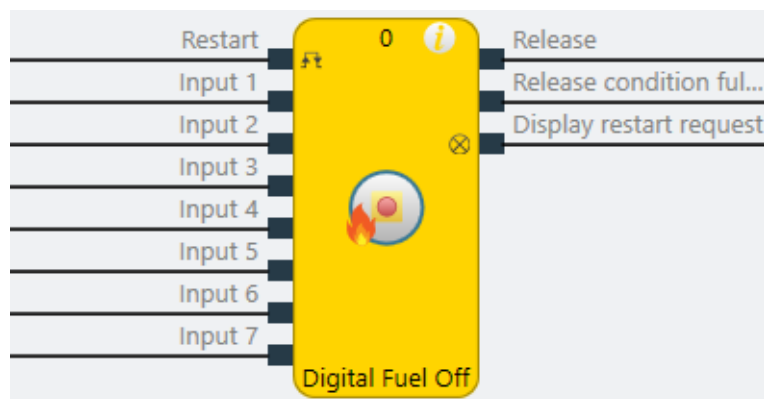 Restart
0
i
Release
Input 1
Release condition ful...
Input 2
Display restart request
Input 3
Input 4
Input 5
Input 6
Input 7
Digital Fuel Off